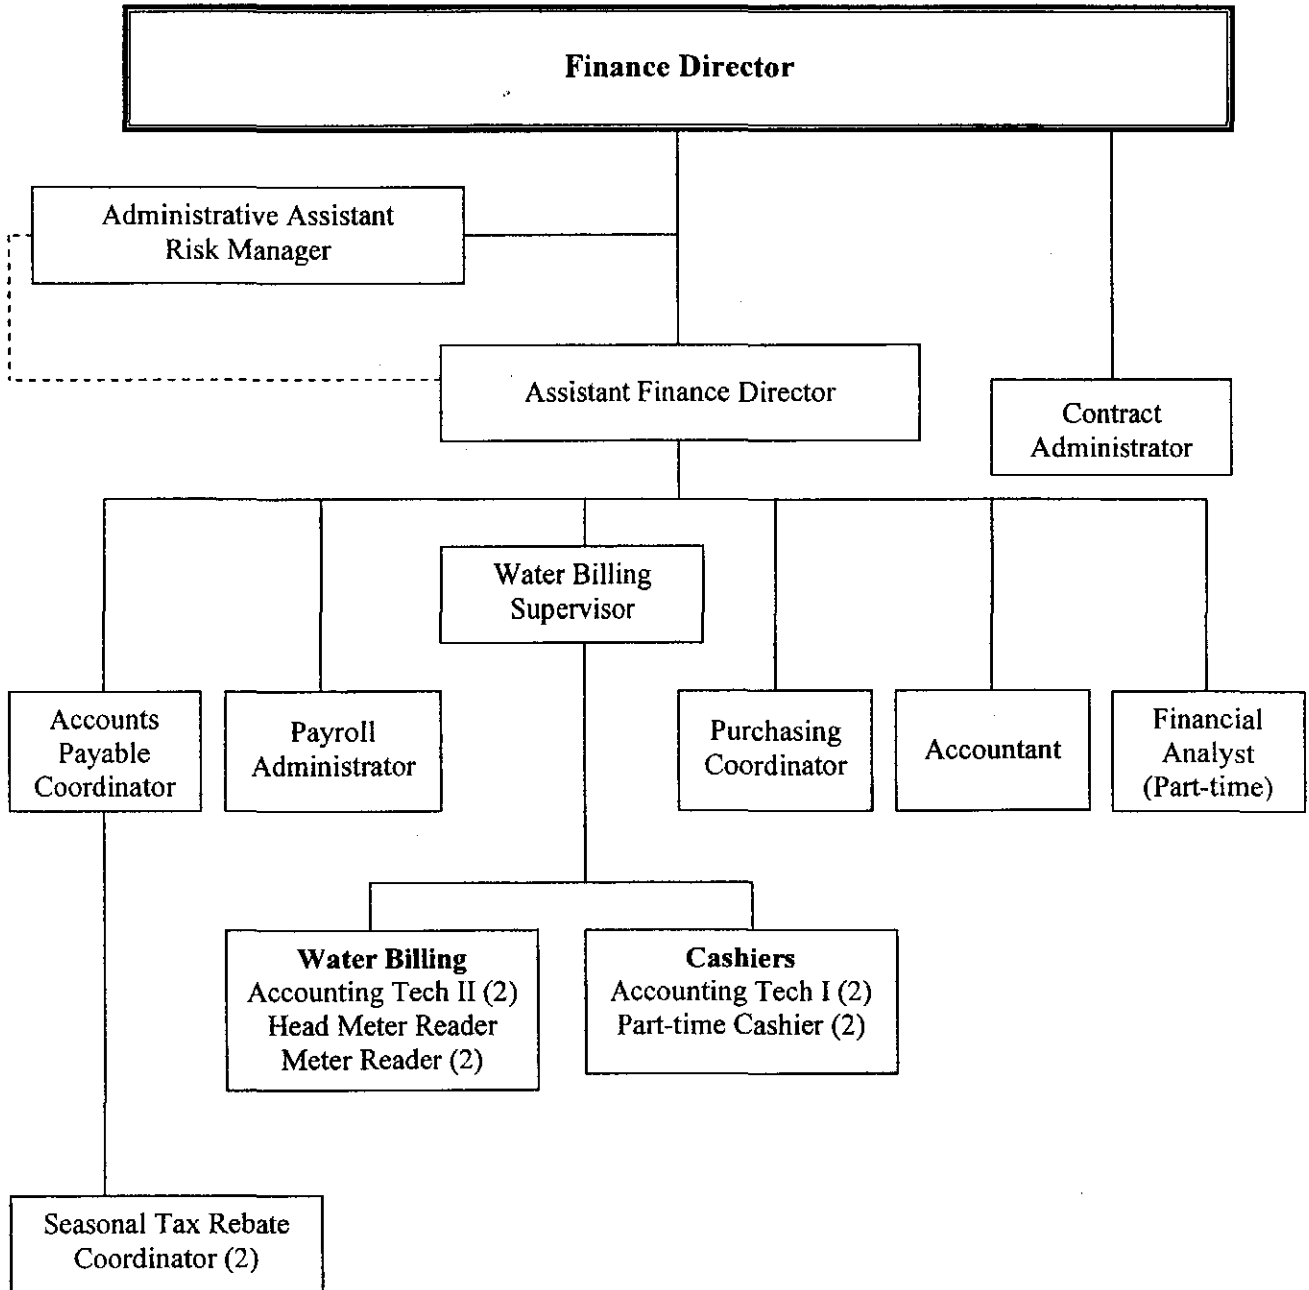 Finance Director
Administrative Assistant
Risk Manager
Assistant Finance Director
Contract
Administrator
Water Billing
Supervisor
Accounts
Payable
Coordinator
Payroll
Administrator
Purchasing
Coordinator
Accountant
Financial
Analyst
(Part-time)
Water Billing
Accounting Tech II (2)
Head Meter Reader
Meter Reader (2)
Cashiers
Accounting Tech I (2)
Part-time Cashier (2)
Seasonal Tax Rebate
Coordinator (2)